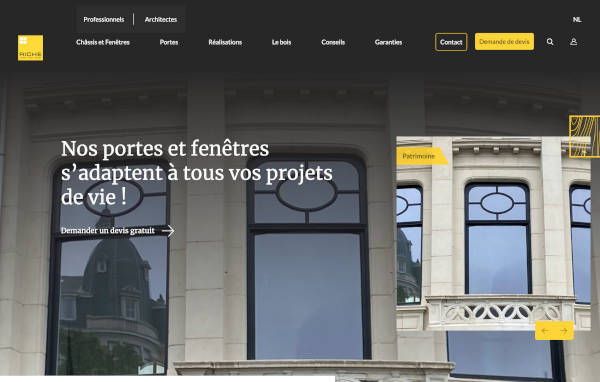 Professionnels
Architectes
NL
RICHE
Châssis et Fenêtres
Portes
Réalisations
Le bois
Conseils
Garanties
Contact
Demande de devis
Nos portes et fenêtres
s’adaptent à tous vos projets
de vie !
Demander un devis gratuit
Patrimoine